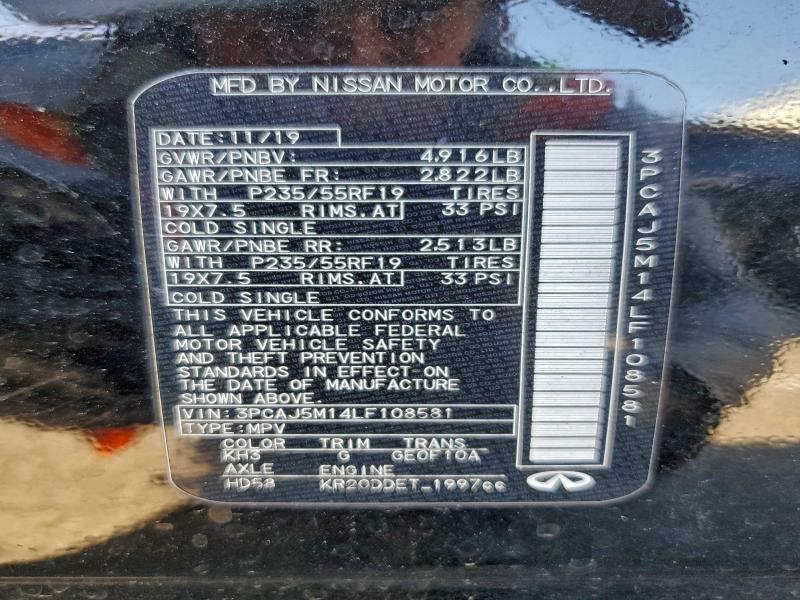 MFD BY NISSAN MOTOR CO.,LTD.
DATE:11/19
GVWR/PNBV: 4,916LB
GAWR/PNBE FR: 2,822LB
WITH P235/55RF19 TIRES
19X7.5 RIMS.AT 33 PSI
COLD SINGLE
GAWR/PNBE RR: 2,513LB
WITH P235/55RF19 TIRES
19X7.5 RIMS.AT 33 PSI
COLD SINGLE
THIS VEHICLE CONFORMS TO
ALL APPLICABLE FEDERAL
MOTOR VEHICLE SAFETY
AND THEFT PREVENTION
STANDARDS IN EFFECT ON
THE DATE OF MANUFACTURE
SHOWN ABOVE.
VIN:3PCAJ5M14LF108581
TYPE:MPV
COLOR TRIM TRANS
KH3 G GE0F10A
AXLE ENGINE
HD58 KR20DDET_1997cc
3PCAJ5M14LF108581